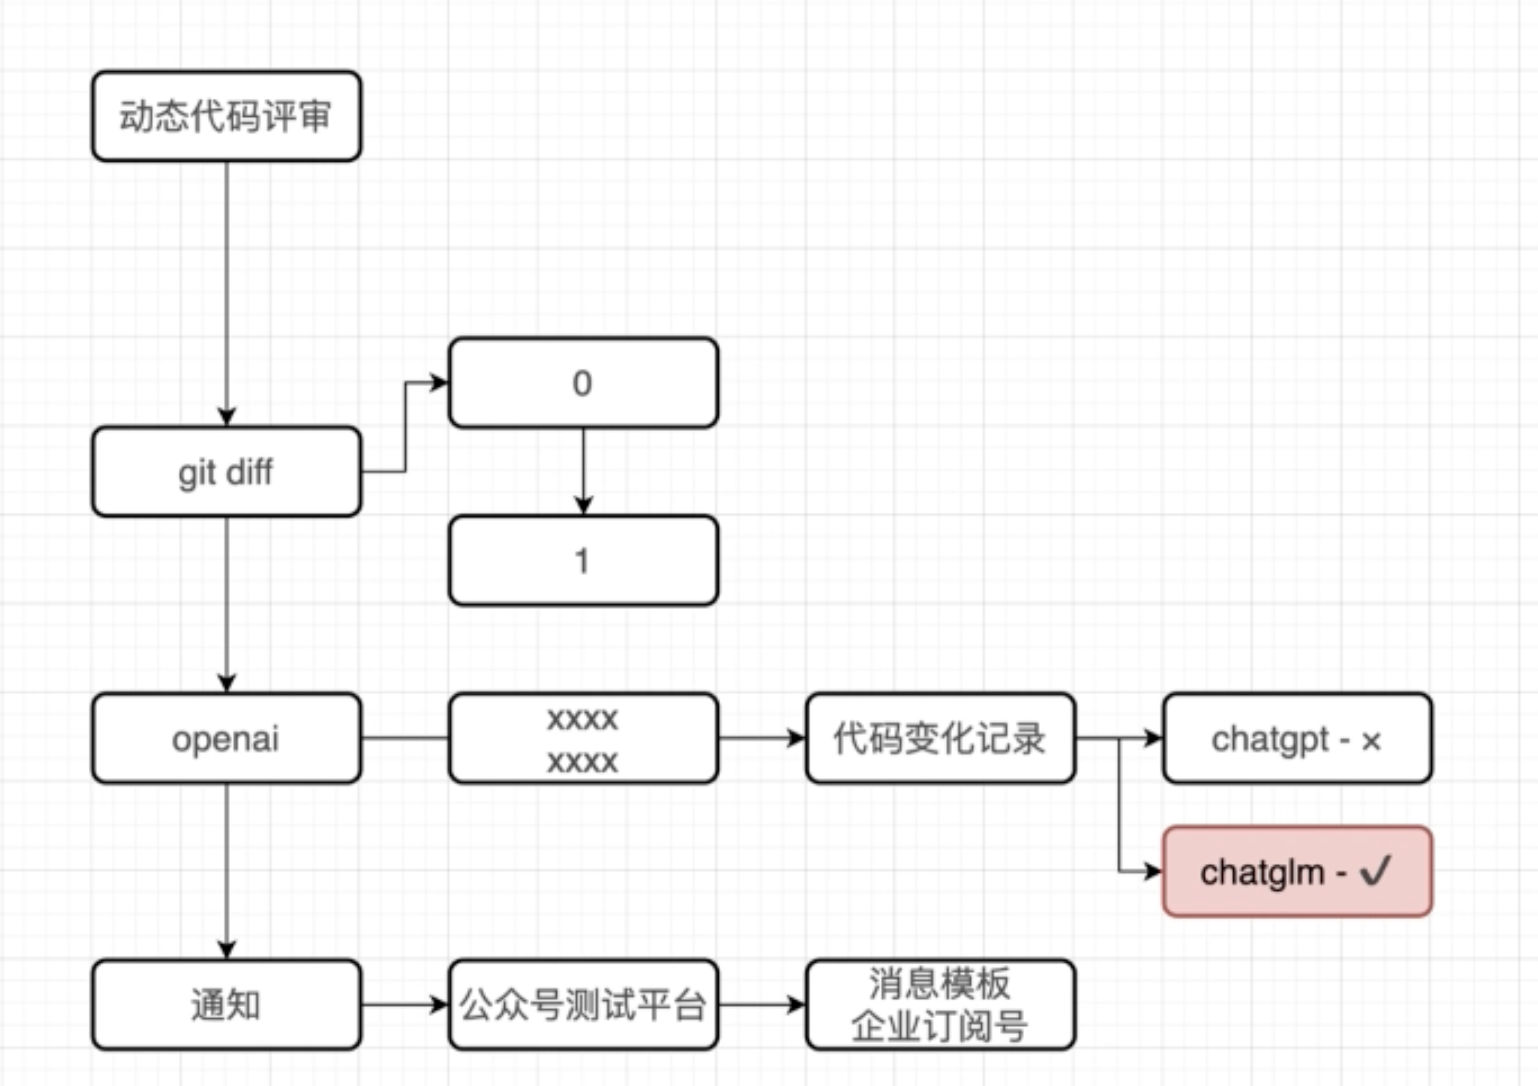 动态代码评审
0
git diff
1
openai
xxxx
xxxx
代码变化记录
chatgpt - ×
chatglm - ✓
通知
公众号测试平台
消息模板
企业订阅号